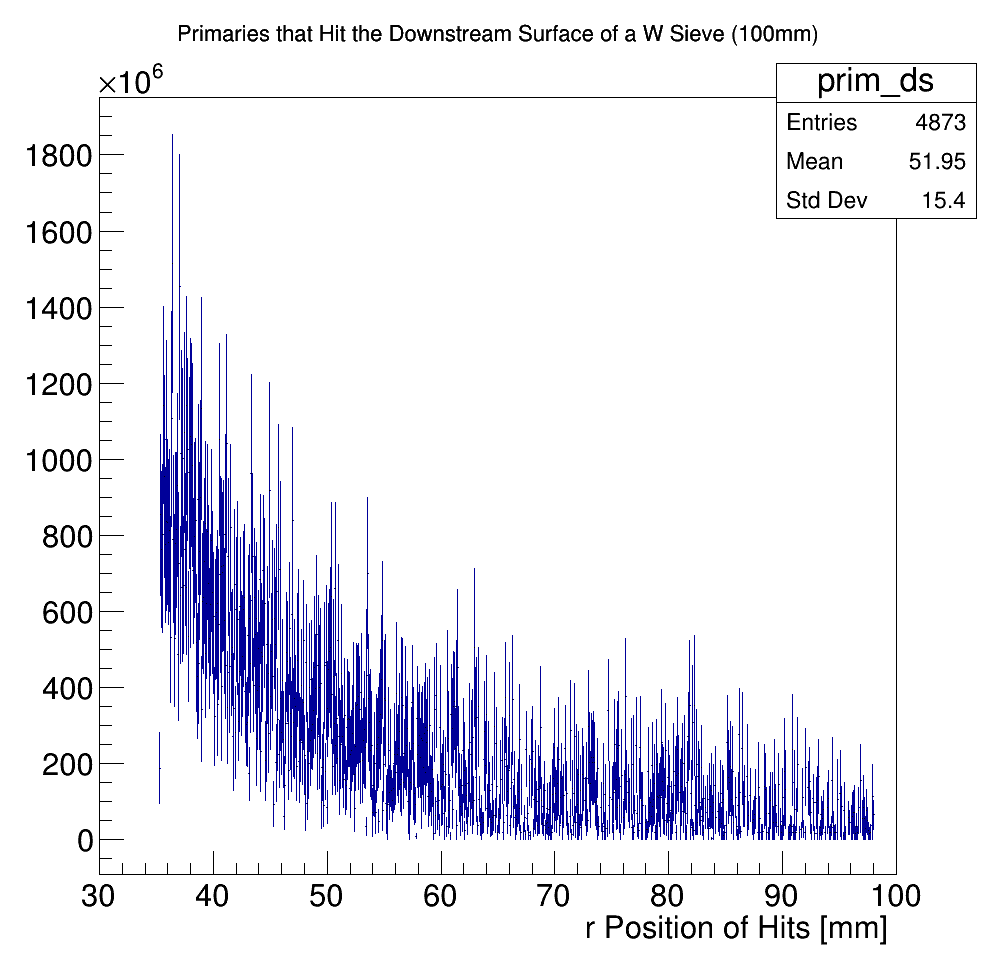 Primaries that Hit the Downstream Surface of a W Sieve (100mm)
×10^6
prim_ds
Entries 4873
Mean 51.95
Std Dev 15.4
1800
1600
1400
1200
1000
800
600
400
200
0
30 40 50 60 70 80 90 100
r Position of Hits [mm]